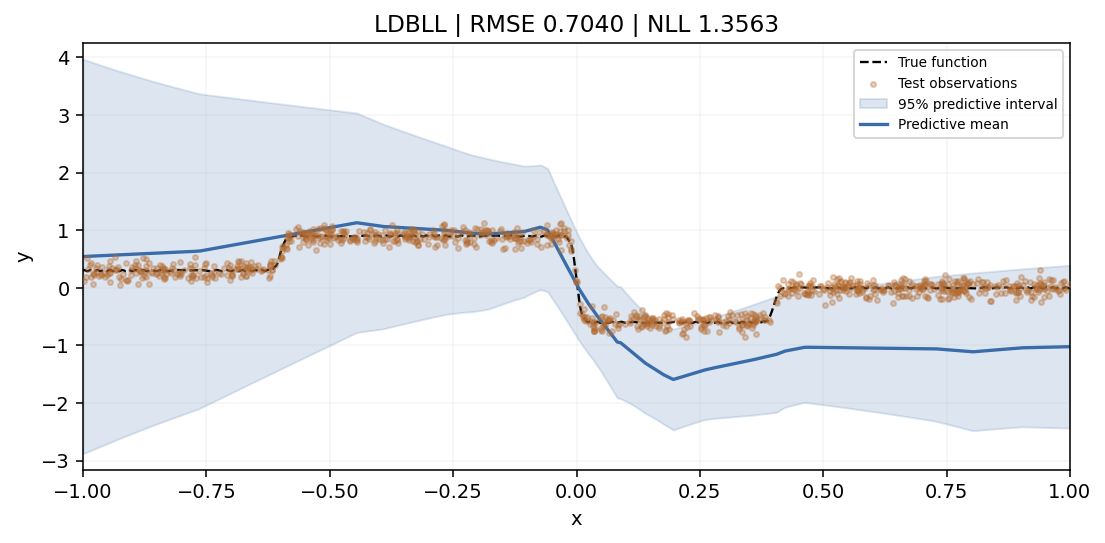 LDBLL | RMSE 0.7040 | NLL 1.3563
True function
Test observations
95% predictive interval
Predictive mean
y
4
3
2
1
0
−1
−2
−3
−1.00 −0.75 −0.50 −0.25 0.00 0.25 0.50 0.75 1.00
x